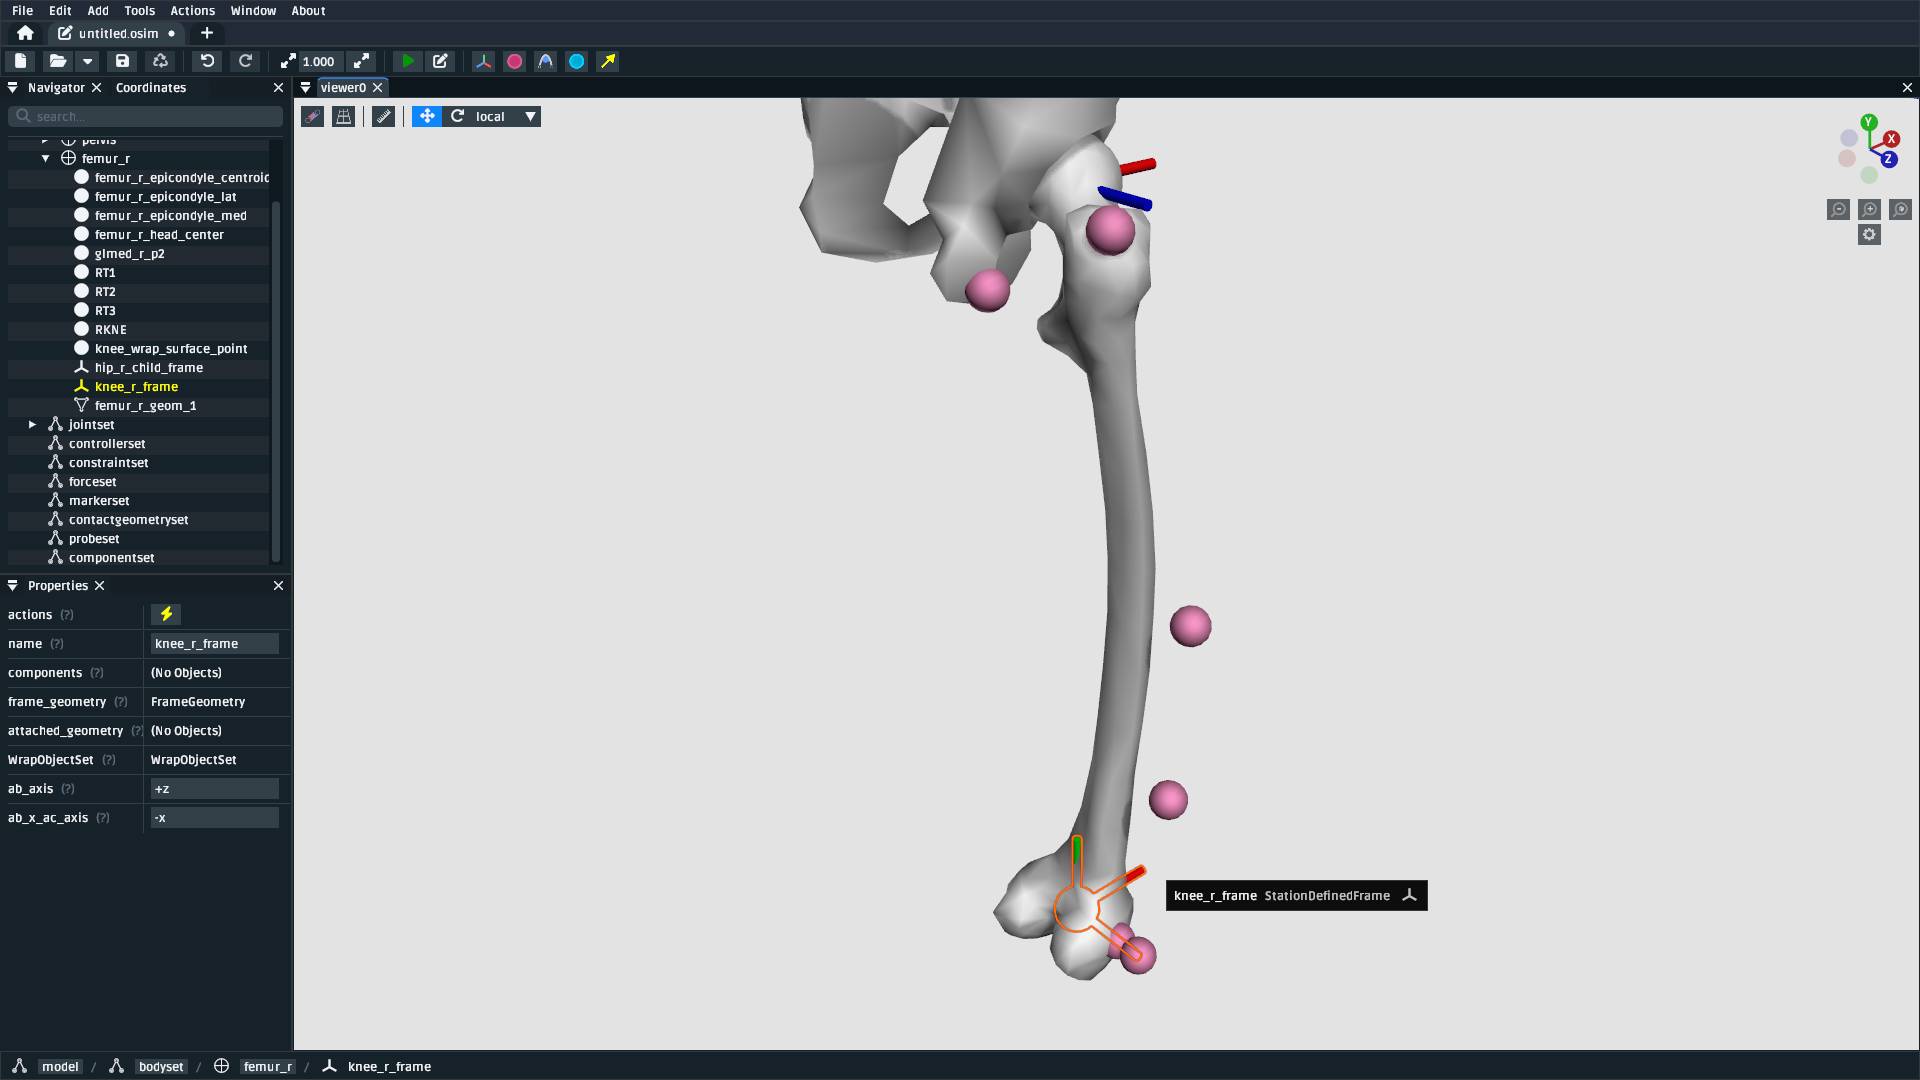 File Edit Add Tools Actions Window About
untitled.osim
1.000
Navigator Coordinates
viewer0
search...
local
pelvis
femur_r
femur_r_epicondyle_centroid
femur_r_epicondyle_lat
femur_r_epicondyle_med
femur_r_head_center
glmed_r_p2
RT1
RT2
RT3
RKNE
knee_wrap_surface_point
hip_r_child_frame
knee_r_frame
femur_r_geom_1
jointset
controllerset
constraintset
forceset
markerset
contactgeometryset
probeset
componentset
Y
X
Z
Properties
actions (?)
name (?) knee_r_frame
components (?) (No Objects)
frame_geometry (?) FrameGeometry
attached_geometry (?) (No Objects)
WrapObjectSet (?) WrapObjectSet
ab_axis (?) +z
ab_x_ac_axis (?) -x
knee_r_frame StationDefinedFrame
model / bodyset / femur_r / knee_r_frame